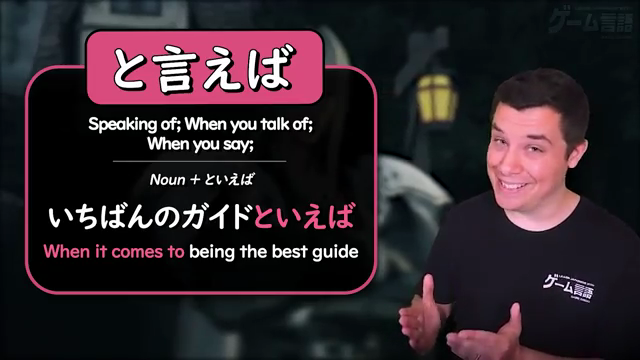 と言えば
Speaking of; When you talk of;
When you say;
Noun + といえば
いちばんのガイドといえば
When it comes to being the best guide
ゲーム言語
ゲーム言語